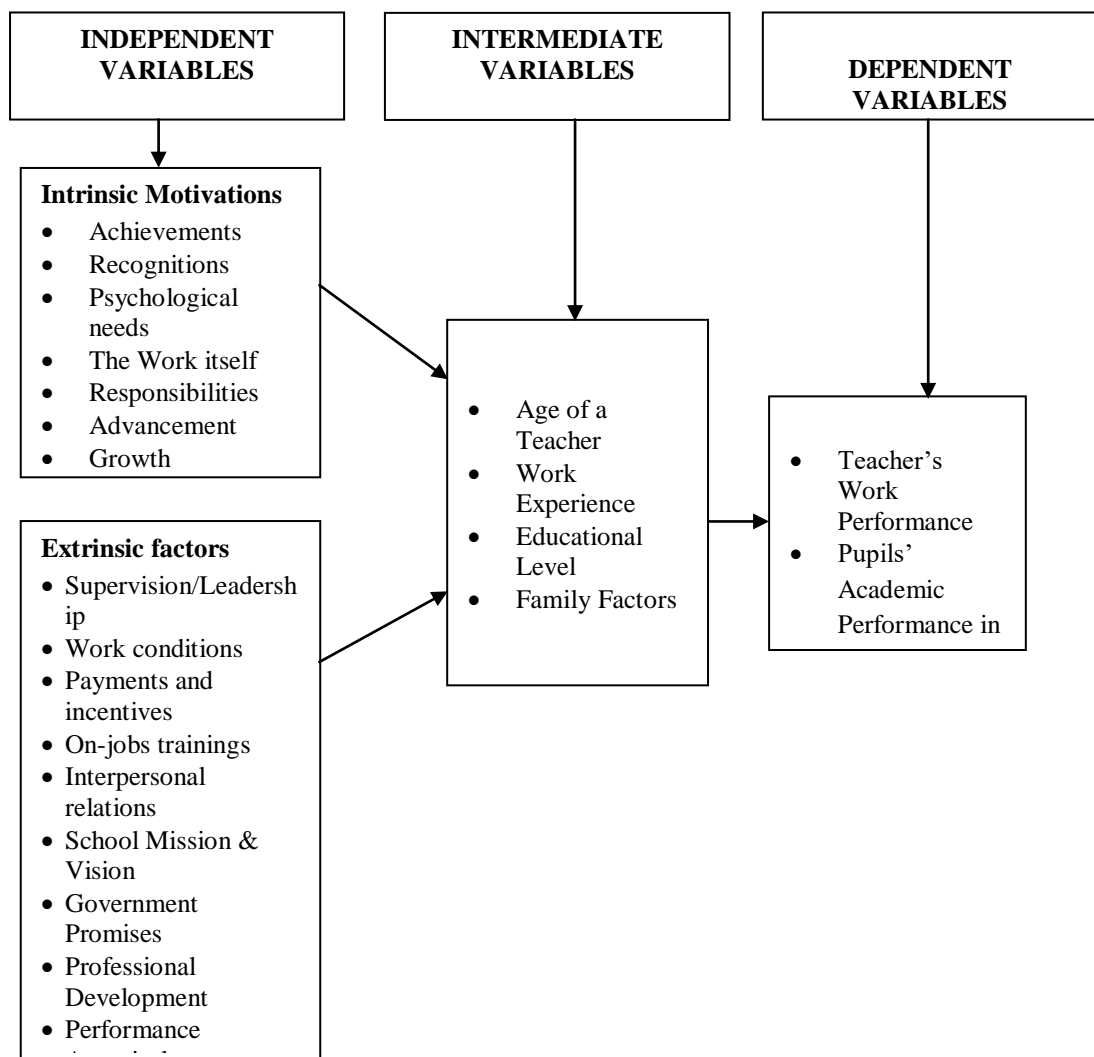 INDEPENDENT
VARIABLES
INTERMEDIATE
VARIABLES
DEPENDENT
VARIABLES
Intrinsic Motivations
• Achievements
• Recognitions
• Psychological
needs
• The Work itself
• Responsibilities
• Advancement
• Growth
Extrinsic factors
• Supervision/Leadersh
ip
• Work conditions
• Payments and
incentives
• On-jobs trainings
• Interpersonal
relations
• School Mission &
Vision
• Government
Promises
• Professional
Development
• Performance
• Age of a
Teacher
• Work
Experience
• Educational
Level
• Family Factors
• Teacher’s
Work
Performance
• Pupils’
Academic
Performance in